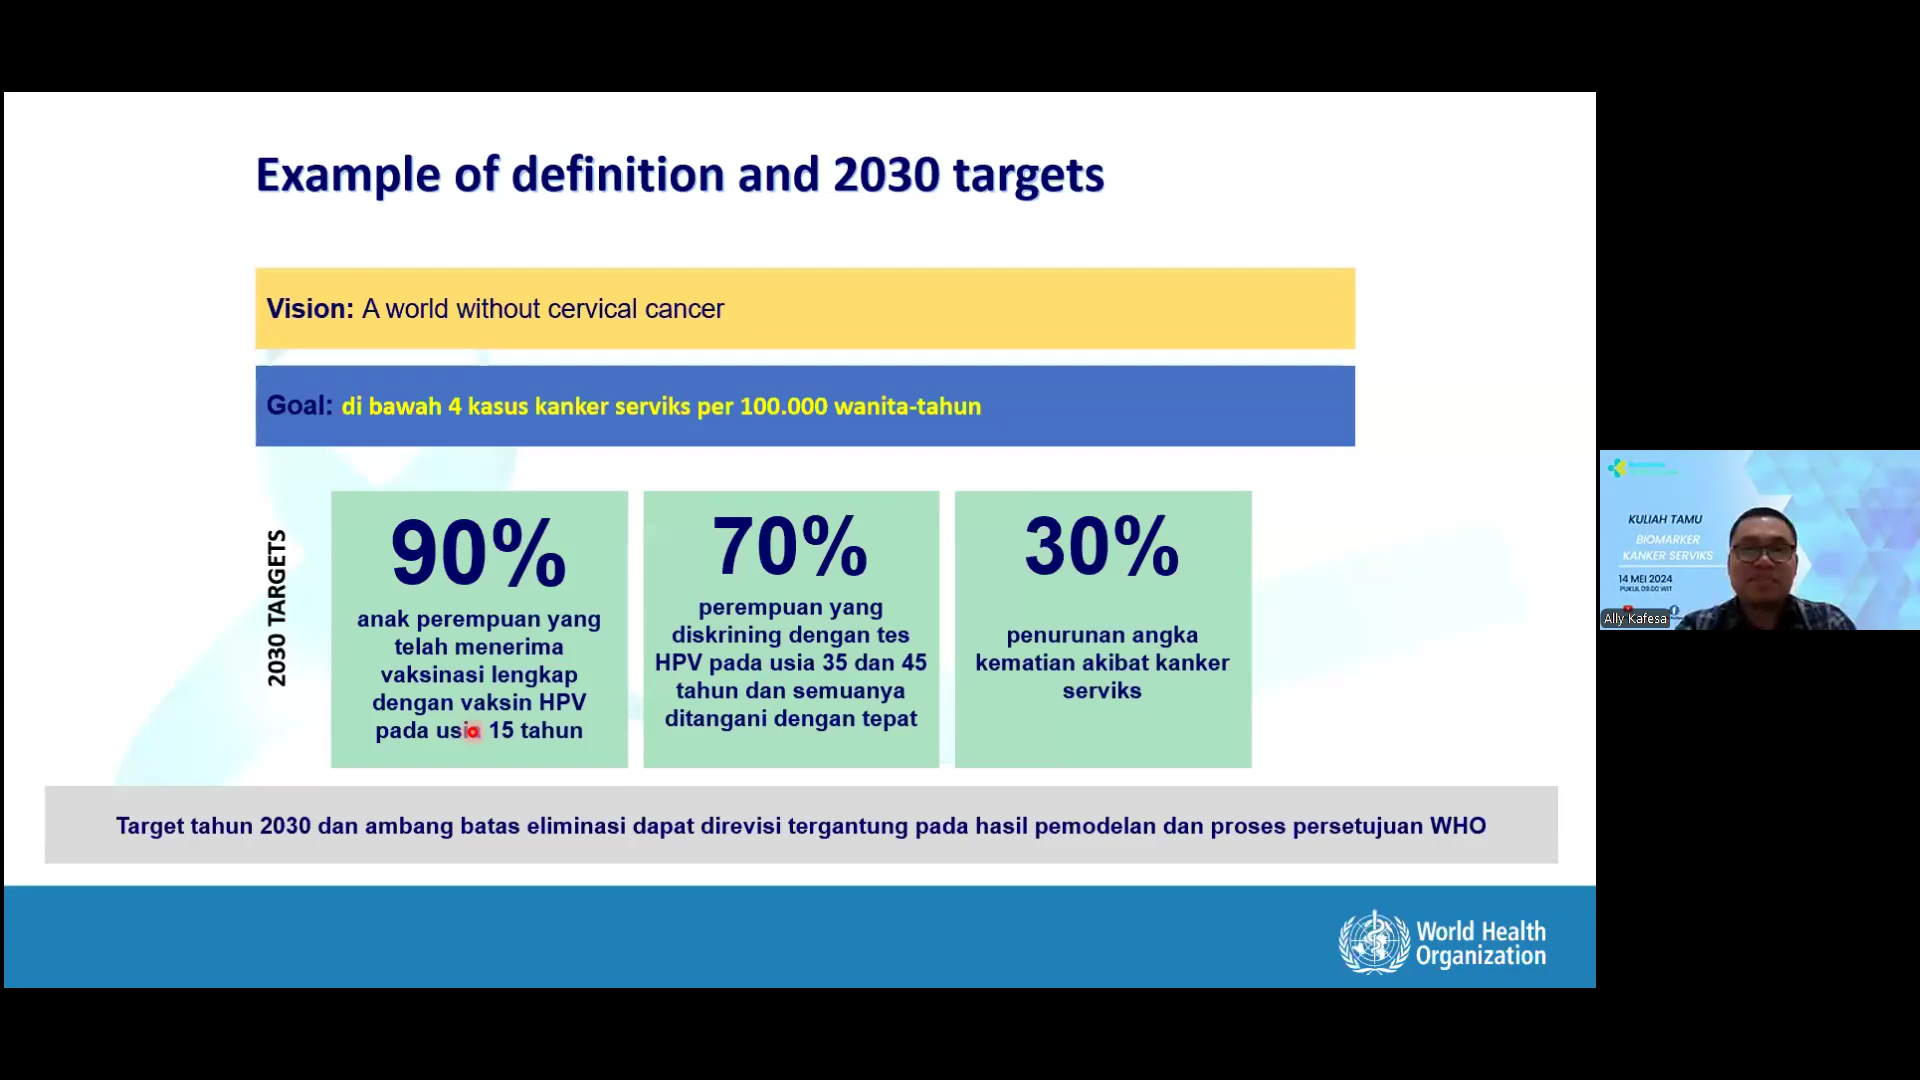 Example of definition and 2030 targets
Vision: A world without cervical cancer
Goal: di bawah 4 kasus kanker serviks per 100.000 wanita-tahun
2030 TARGETS
90%
anak perempuan yang
telah menerima
vaksinasi lengkap
dengan vaksin HPV
pada usia 15 tahun
70%
perempuan yang
diskrining dengan tes
HPV pada usia 35 dan 45
tahun dan semuanya
ditangani dengan tepat
30%
penurunan angka
kematian akibat kanker
serviks
Target tahun 2030 dan ambang batas eliminasi dapat direvisi tergantung pada hasil pemodelan dan proses persetujuan WHO
World Health
Organization
KULIAH TAMU
BIOMARKER
KANKER SERVIKS
14 MEI 2024
PUKUL 09.00 WIT
Ally Kafesa